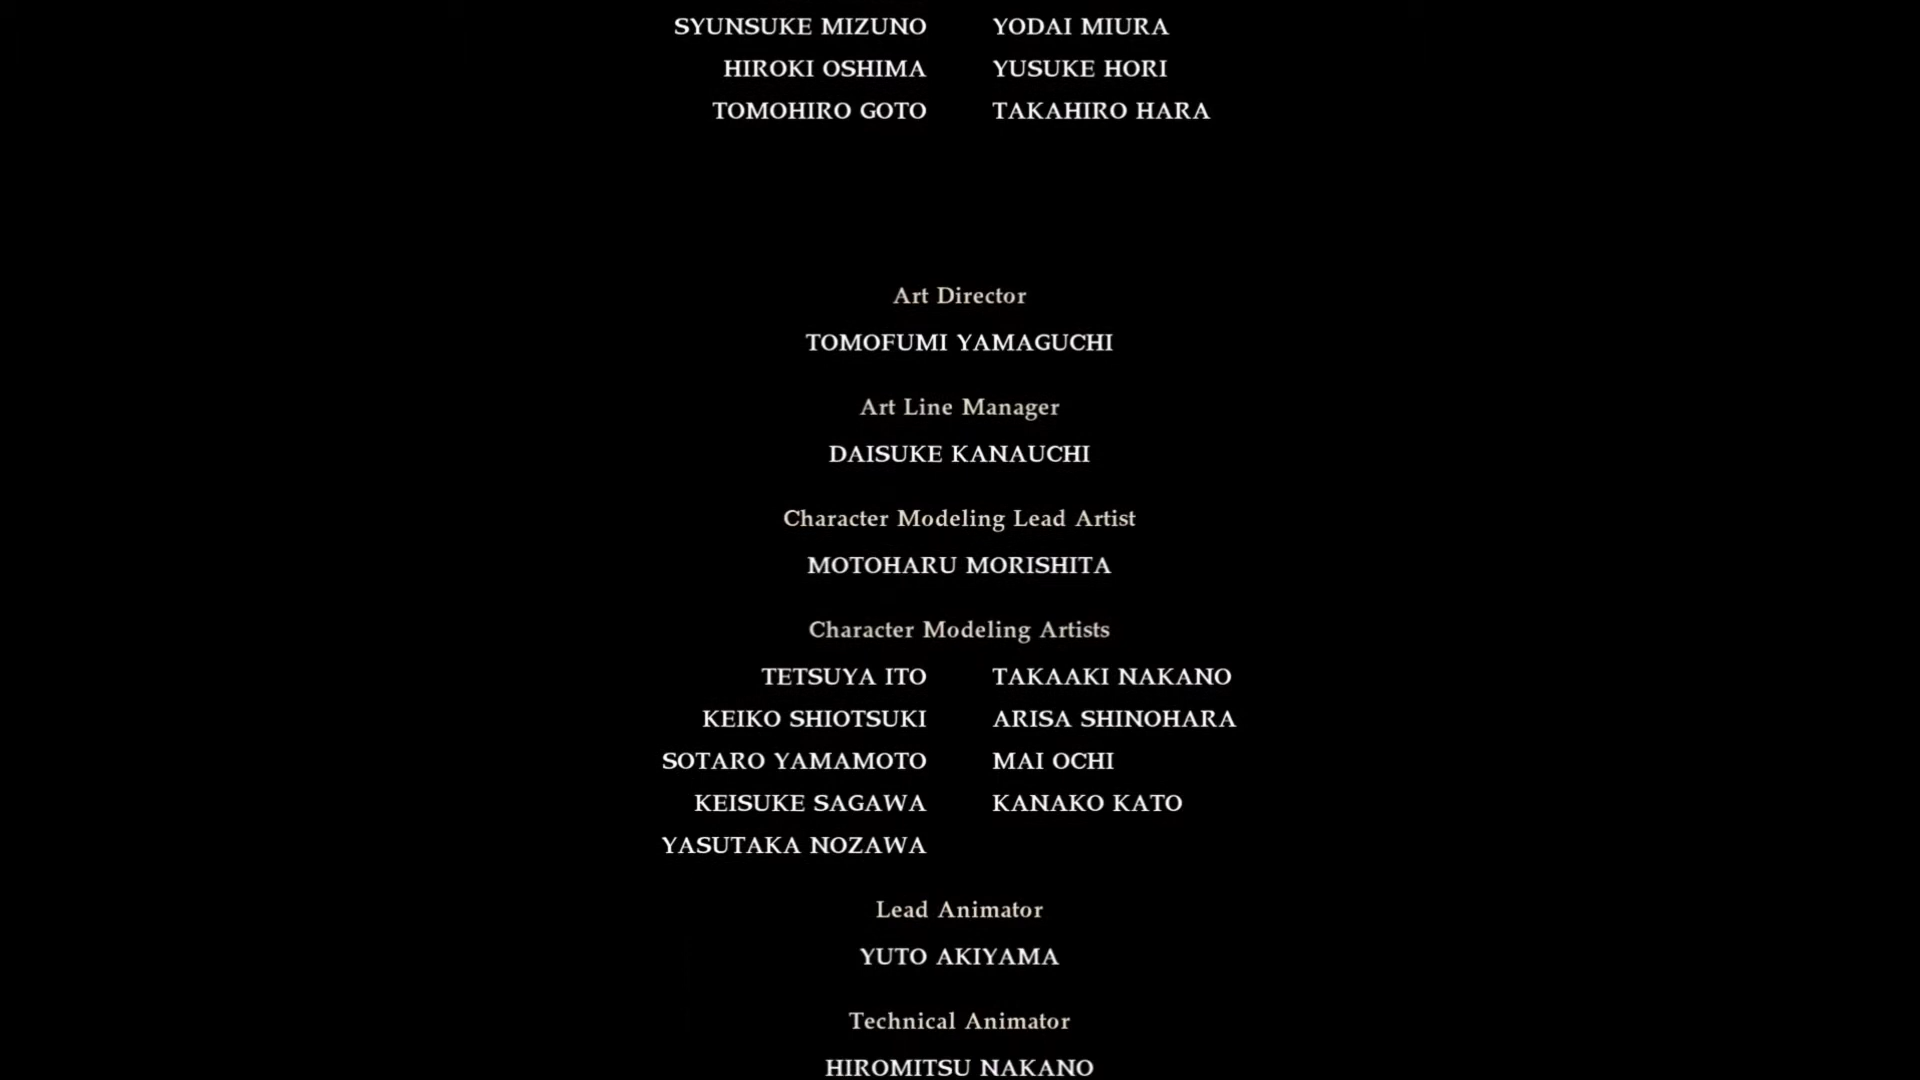 SYUNSUKE MIZUNO YODAI MIURA
HIROKI OSHIMA YUSUKE HORI
TOMOHIRO GOTO TAKAHIRO HARA
Art Director
TOMOFUMI YAMAGUCHI
Art Line Manager
DAISUKE KANAUCHI
Character Modeling Lead Artist
MOTOHARU MORISHITA
Character Modeling Artists
TETSUYA ITO TAKAAKI NAKANO
KEIKO SHIOTSUKI ARISA SHINOHARA
SOTARO YAMAMOTO MAI OCHI
KEISUKE SAGAWA KANAKO KATO
YASUTAKA NOZAWA
Lead Animator
YUTO AKIYAMA
Technical Animator
HIROMITSU NAKANO